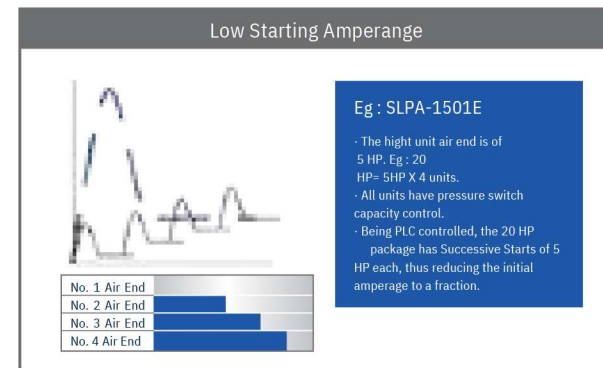 Low Starting Amperange
Eg : SLPA-1501E
· The hight unit air end is of
5 HP. Eg : 20
HP= 5HP X 4 units.
· All units have pressure switch
capacity control.
· Being PLC controlled, the 20 HP
package has Successive Starts of 5
HP each, thus reducing the initial
amperage to a fraction.
No. 1 Air End
No. 2 Air End
No. 3 Air End
No. 4 Air End